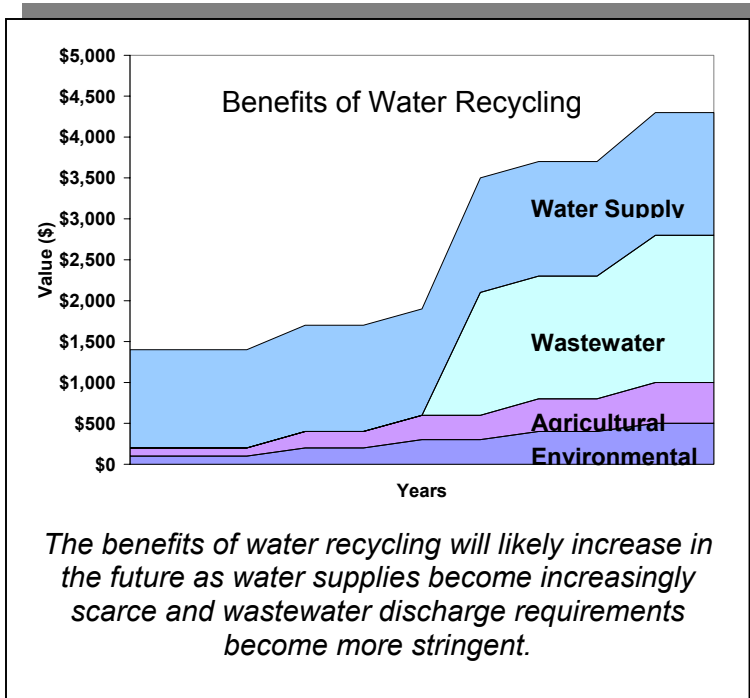 $5,000
$4,500
Benefits of Water Recycling
$4,000
$3,500
$3,000
Water Supply
$2,500
Value ($)
$2,000
$1,500
Wastewater
$1,000
$500
Agricultural
Environmental
$0
Years
The benefits of water recycling will likely increase in
the future as water supplies become increasingly
scarce and wastewater discharge requirements
become more stringent.